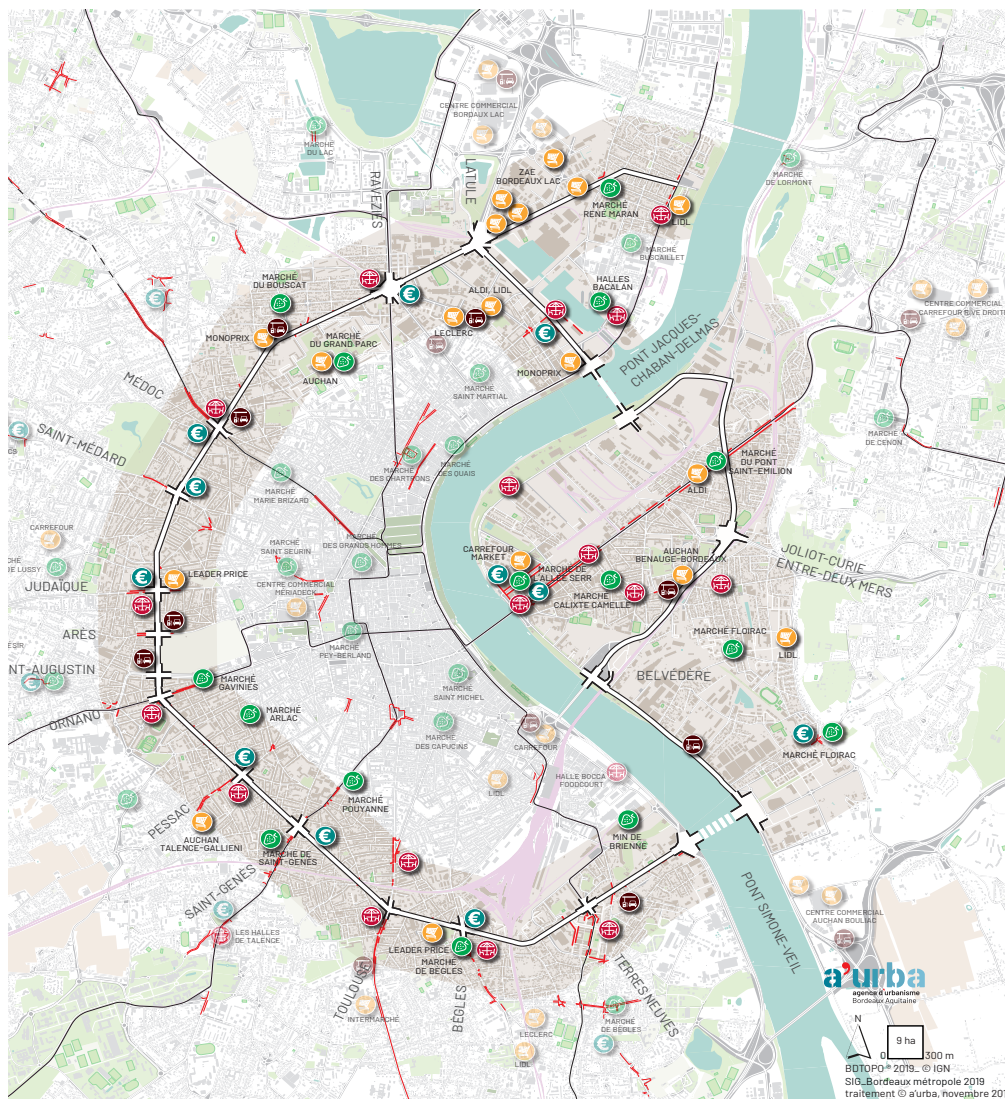 CENTRE COMMERCIAL
BORDAUX LAC
MARCHÉ
DU LAC
RAVEZIES
LATULE
ZAE
BORDEAUX LAC
MARCHÉ
RENÉ MARAN
LIDL
MARCHÉ
DE LORMONT
MARCHÉ
BUSCAILLET
MARCHÉ
DU BOUSCAT
ALDI, LIDL
HALLES
BACALAN
CENTRE COMMERCIAL
CARREFOUR RIVE DROITE
MONOPRIX
MARCHÉ
DU GRAND PARC
LECLERC
AUCHAN
MONOPRIX
PONT JACQUES-
CHABAN-DELMAS
MÉDOC
MARCHÉ
SAINT MARTIAL
SAINT-MÉDARD
MARCHÉ
DE CENON
MARCHÉ
DES CHARTRONS
MARCHÉ
DES QUAIS
MARCHÉ
DU PONT
SAINT-EMILION
MARCHÉ
MARIE BRIZARD
ALDI
CARREFOUR
MARCHÉ
SAINT SEURIN
MARCHÉ
DES GRANDS HOMMES
CARREFOUR
MARKET
AUCHAN
BENAUGE-BORDEAUX
JOLIOT-CURIE
ENTRE-DEUX MERS
DE LUSSY
JUDAÏQUE
LEADER PRICE
CENTRE COMMERCIAL
MÉRIADECK
MARCHÉ DE
L'ALLÉE SERR
MARCHÉ
CALIXTE CAMELLE
ARÈS
MARCHÉ
PEY-BERLAND
MARCHÉ FLOIRAC
LIDL
NT-AUGUSTIN
MARCHÉ
GAVINIES
MARCHÉ
SAINT MICHEL
BELVÉDÈRE
ORNANO
MARCHÉ
ARLAC
MARCHÉ
DES CAPUCINS
CARREFOUR
MARCHÉ FLOIRAC
HALLE BOCCA
FOODCOURT
LIDL
MARCHÉ
POUYANNE
PESSAC
AUCHAN
TALENCE-GALLIENI
MARCHÉ DE
SAINT-GENÈS
MIN DE
BRIENNE
SAINT-GENÈS
PONT SIMONE-VEIL
CENTRE COMMERCIAL
AUCHAN BOULIAC
LES HALLES
DE TALENCE
LEADER PRICE
MARCHÉ
DE BÈGLES
TOULOUSE
BÈGLES
TERRES NEUVES
INTERMARCHÉ
LECLERC
MARCHÉ
DE BÈGLES
LIDL
a'urba
agence d'urbanisme
Bordeaux Aquitaine
N
9 ha
0 300 m
BDTOPO ® 2019_ © IGN
SIG_Bordeaux métropole 2019
traitement © a'urba, novembre 201